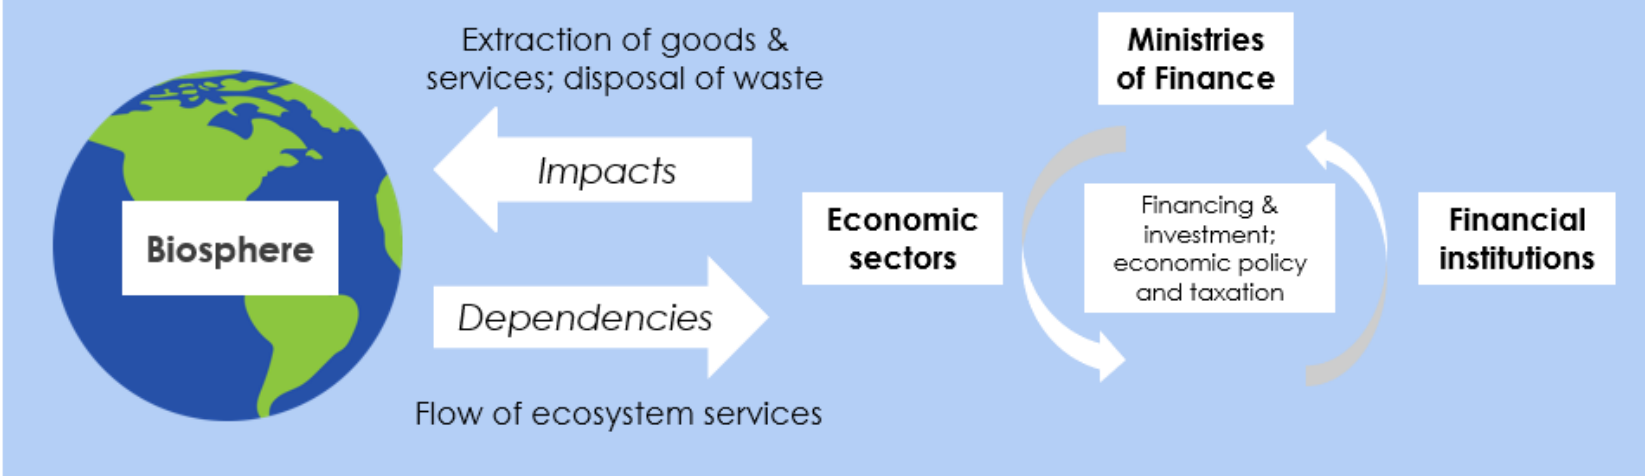 Extraction of goods &
services; disposal of waste
Impacts
Biosphere
Dependencies
Flow of ecosystem services
Ministries
of Finance
Economic
sectors
Financing &
investment;
economic policy
and taxation
Financial
institutions